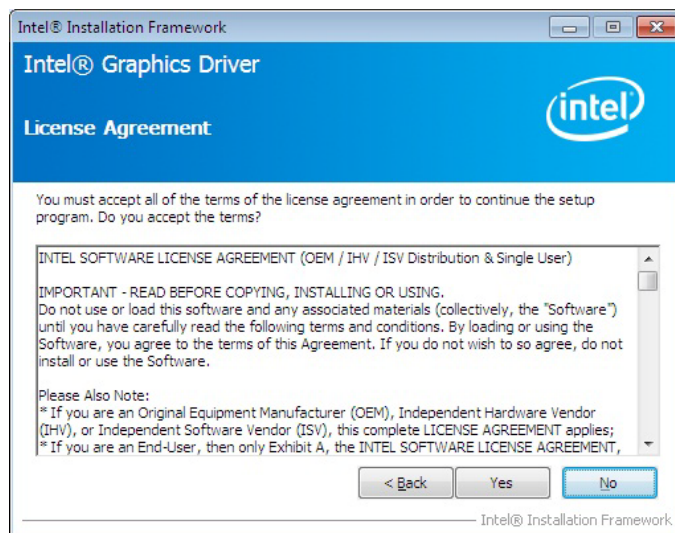 Intel® Installation Framework
Intel® Graphics Driver
License Agreement
intel
You must accept all of the terms of the license agreement in order to continue the setup
program. Do you accept the terms?
INTEL SOFTWARE LICENSE AGREEMENT (OEM / IHV / ISV Distribution & Single User)
IMPORTANT - READ BEFORE COPYING, INSTALLING OR USING.
Do not use or load this software and any associated materials (collectively, the "Software")
until you have carefully read the following terms and conditions. By loading or using the
Software, you agree to the terms of this Agreement. If you do not wish to so agree, do not
install or use the Software.
Please Also Note:
* If you are an Original Equipment Manufacturer (OEM), Independent Hardware Vendor
(IHV), or Independent Software Vendor (ISV), this complete LICENSE AGREEMENT applies;
* If you are an End-User, then only Exhibit A, the INTEL SOFTWARE LICENSE AGREEMENT,
< Back Yes No
Intel® Installation Framework